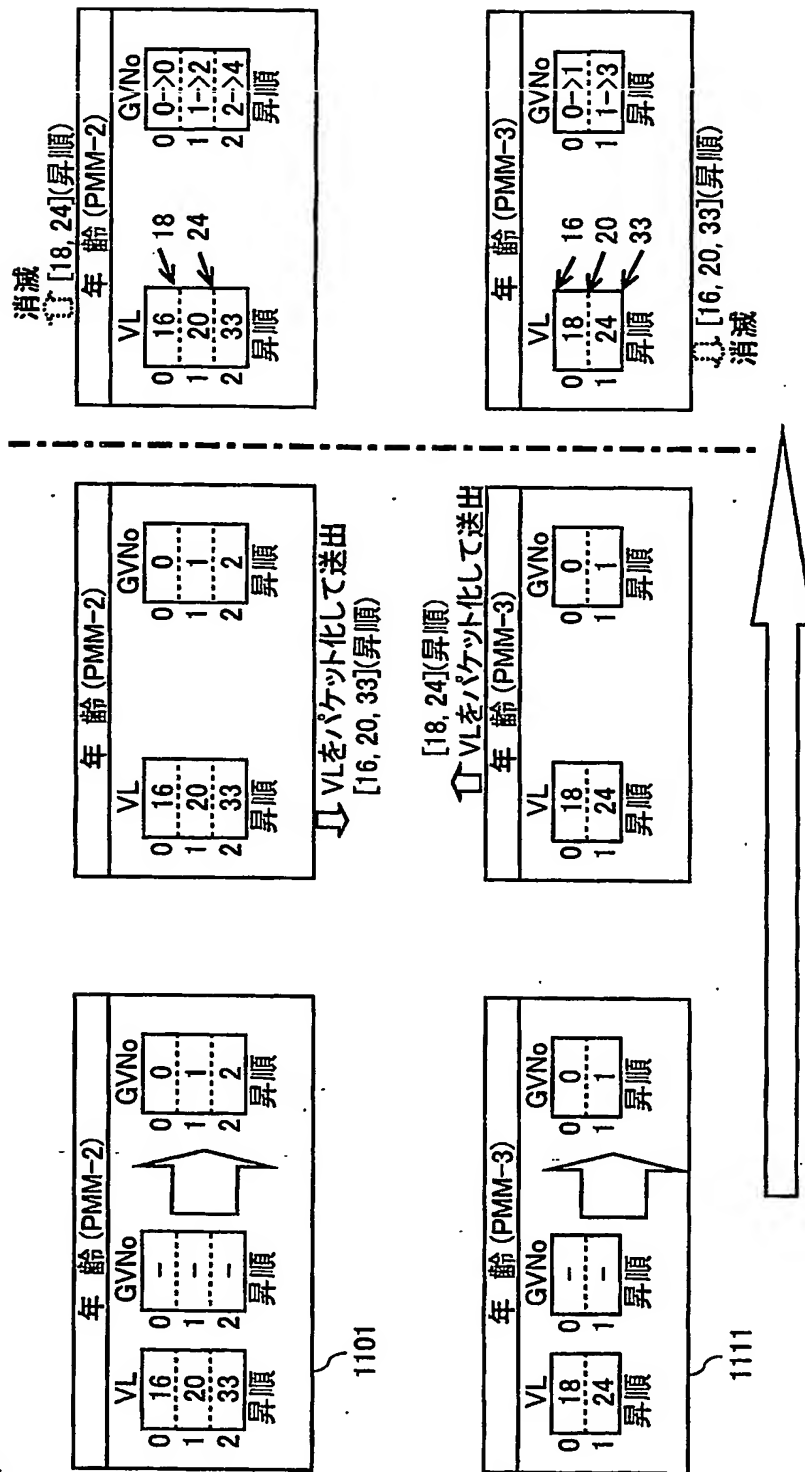 年 齢 (PMM-2)
VL GVNo GVNo
0 16 0 - 0 0
1 20 1 - 1 1
2 33 2 - 2 2
昇順 昇順 昇順
1101
年 齢 (PMM-3)
VL GVNo GVNo
0 18 0 - 0 0
1 24 1 - 1 1
昇順 昇順 昇順
1111
年 齢 (PMM-2)
VL GVNo
0 16 0 0
1 20 1 1
2 33 2 2
昇順 昇順
VLをパケット化して送出
[16, 20, 33](昇順)
[18, 24](昇順)
VLをパケット化して送出
年 齢 (PMM-3)
VL GVNo
0 18 0 0
1 24 1 1
昇順 昇順
消滅
[18, 24](昇順)
年 齢 (PMM-2)
VL GVNo
0 16 18 0 0->0
1 20 24 1 1->2
2 33 2 2->4
昇順 昇順
年 齢 (PMM-3)
VL GVNo
0 18 16 0 0->1
1 24 20 1 1->3
昇順 33 昇順
[16, 20, 33](昇順)
消滅